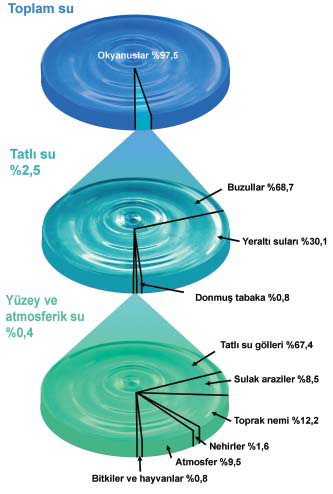 Toplam su
Okyanuslar %97,5
Tatlı su
%2,5
Buzullar %68,7
Yeraltı suları %30,1
Donmuş tabaka %0,8
Yüzey ve
atmosferik su
%0,4
Tatlı su gölleri %67,4
Sulak araziler %8,5
Toprak nemi %12,2
Nehirler %1,6
Atmosfer %9,5
Bitkiler ve hayvanlar %0,8